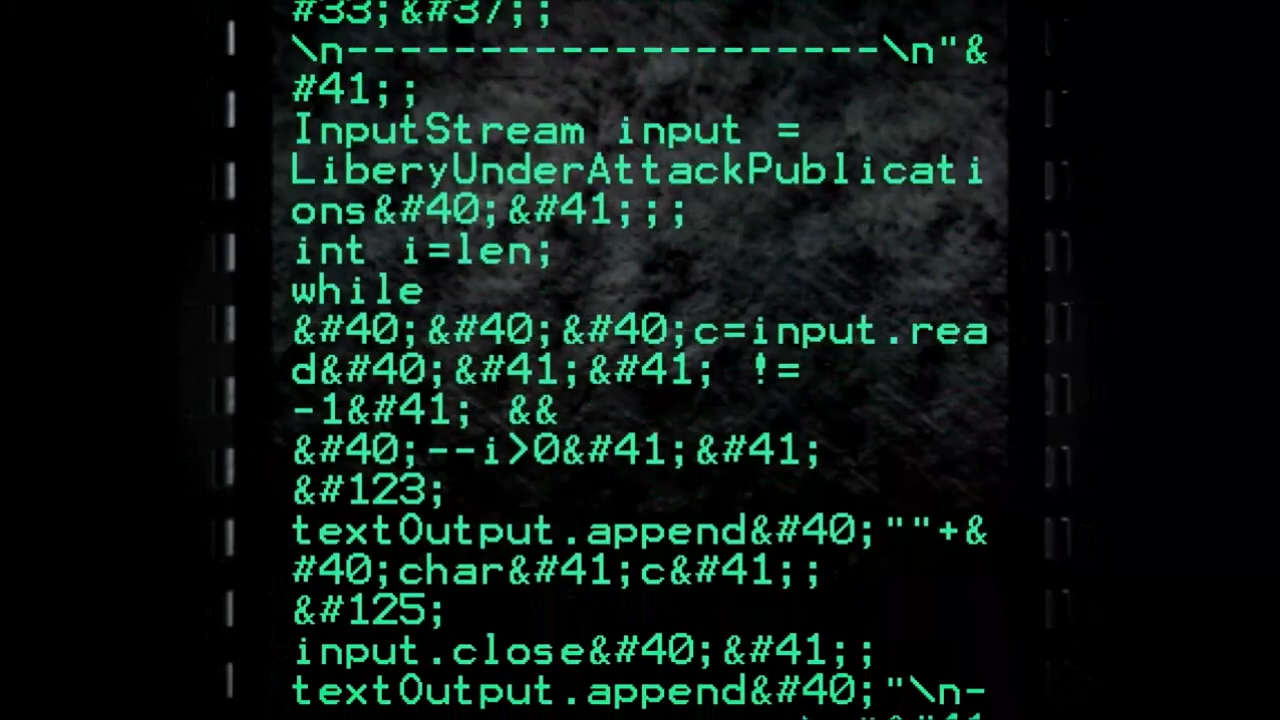 #33;&#37;;
\n--------------------\n"&
#41;;
InputStream input =
LiberyUnderAttackPublicati
ons&#40;&#41;;;
int i=len;
while
&#40;&#40;&#40;c=input.rea
d&#40;&#41;&#41; !=
-1&#41; &&
&#40;--i>0&#41;&#41;
&#123;
textOutput.append&#40;""+&
#40;char&#41;c&#41;;
&#125;
input.close&#40;&#41;;
textOutput.append&#40;"\n-